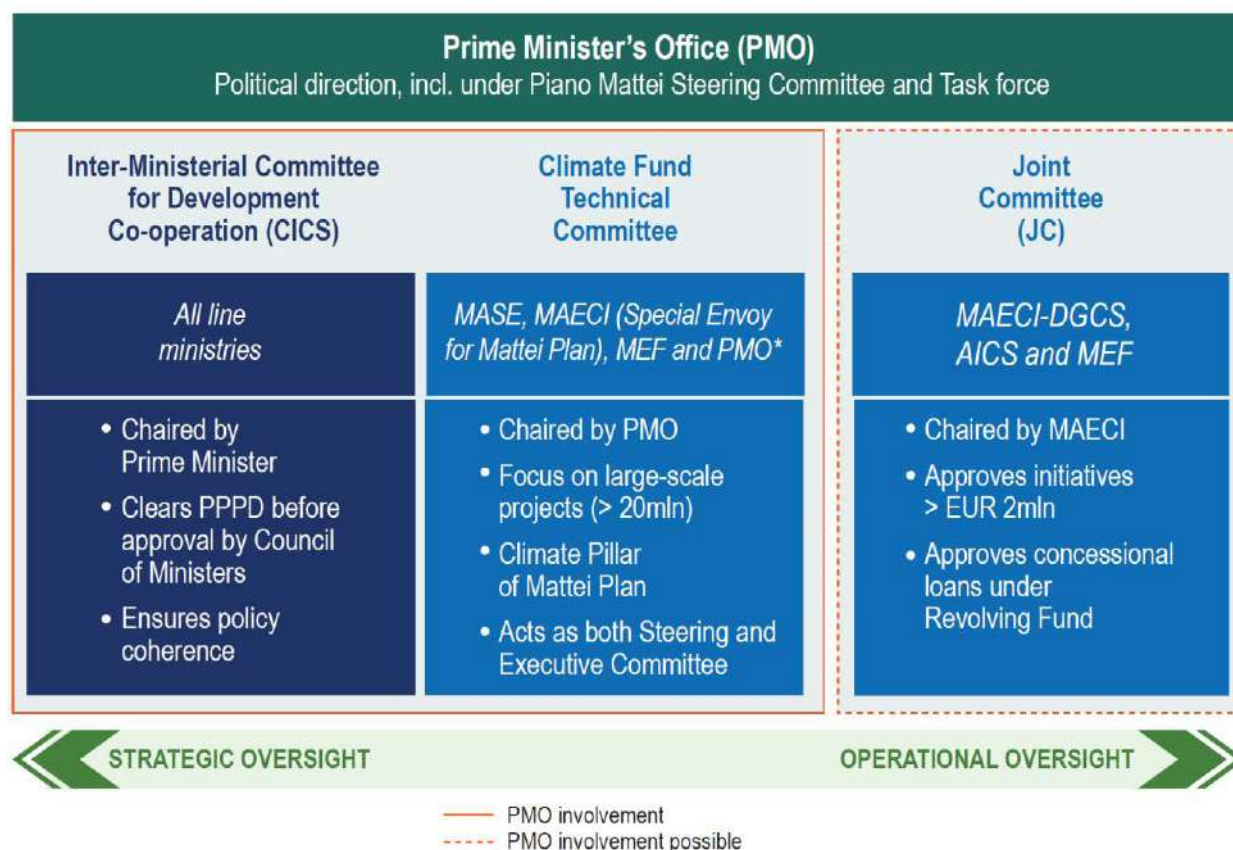 Prime Minister’s Office (PMO)
Political direction, incl. under Piano Mattei Steering Committee and Task force
Inter-Ministerial Committee
for Development
Co-operation (CICS)
All line
ministries
• Chaired by
Prime Minister
• Clears PPPD before
approval by Council
of Ministers
• Ensures policy
coherence
Climate Fund
Technical
Committee
MASE, MAECI (Special Envoy
for Mattei Plan), MEF and PMO*
• Chaired by PMO
• Focus on large-scale
projects (> 20mln)
• Climate Pillar
of Mattei Plan
• Acts as both Steering and
Executive Committee
Joint
Committee
(JC)
MAECI-DGCS,
AICS and MEF
• Chaired by MAECI
• Approves initiatives
> EUR 2mln
• Approves concessional
loans under
Revolving Fund
STRATEGIC OVERSIGHT
OPERATIONAL OVERSIGHT
PMO involvement
PMO involvement possible